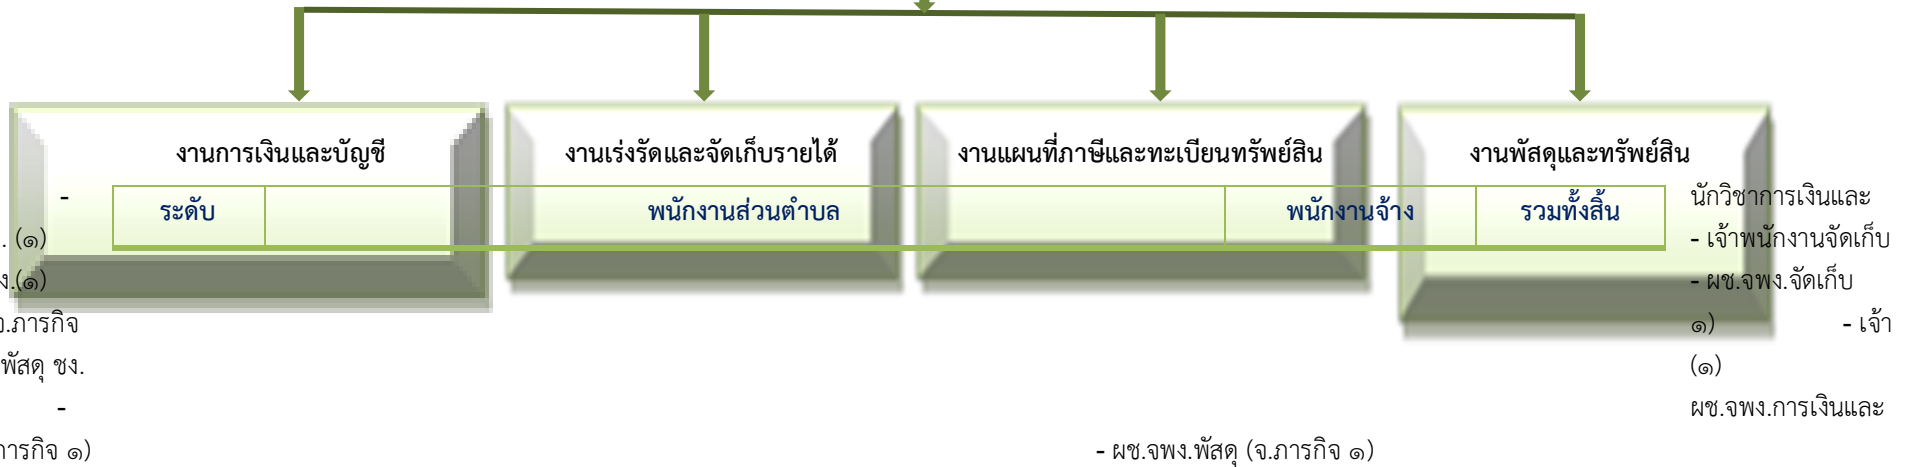 งานการเงินและบัญชี
งานเร่งรัดและจัดเก็บรายได้
งานแผนที่ภาษีและทะเบียนทรัพย์สิน
งานพัสดุและทรัพย์สิน
- ระดับ พนักงานส่วนตำบล พนักงานจ้าง รวมทั้งสิ้น นักวิชาการเงินและ
. (๑) - เจ้าพนักงานจัดเก็บ
ง.(๑) - ผช.จพง.จัดเก็บ
จ.ภารกิจ ๑) - เจ้า
พัสดุ ชง. (๑)
- ผช.จพง.การเงินและ
ภารกิจ ๑) - ผช.จพง.พัสดุ (จ.ภารกิจ ๑)